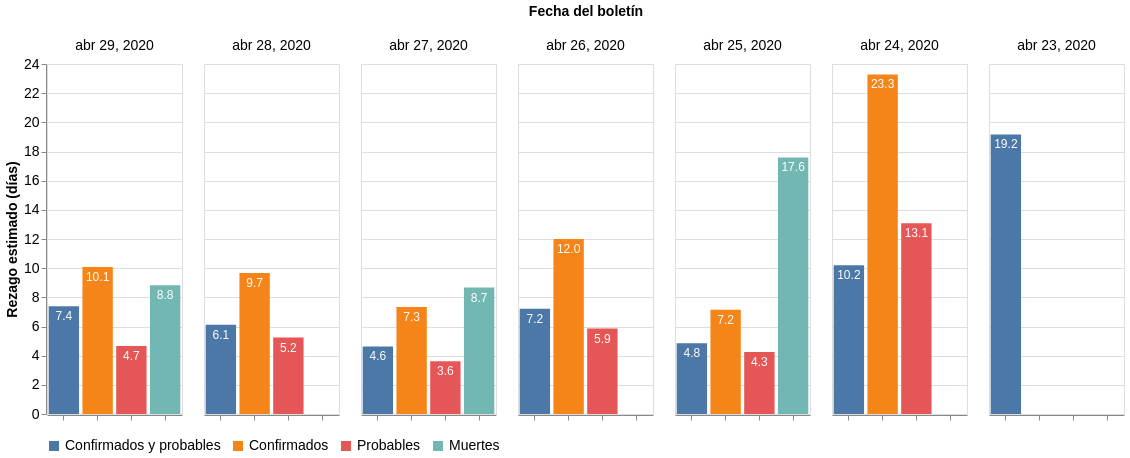 Fecha del boletín
abr 29, 2020 abr 28, 2020 abr 27, 2020 abr 26, 2020 abr 25, 2020 abr 24, 2020 abr 23, 2020
Rezago estimado (días)
24
22
20
18
16
14
12
10
8
6
4
2
0
7.4 10.1 4.7 8.8
6.1 9.7 5.2
4.6 7.3 3.6 8.7
7.2 12.0 5.9
4.8 7.2 4.3 17.6
10.2 23.3 13.1
19.2
Confirmados y probables Confirmados Probables Muertes